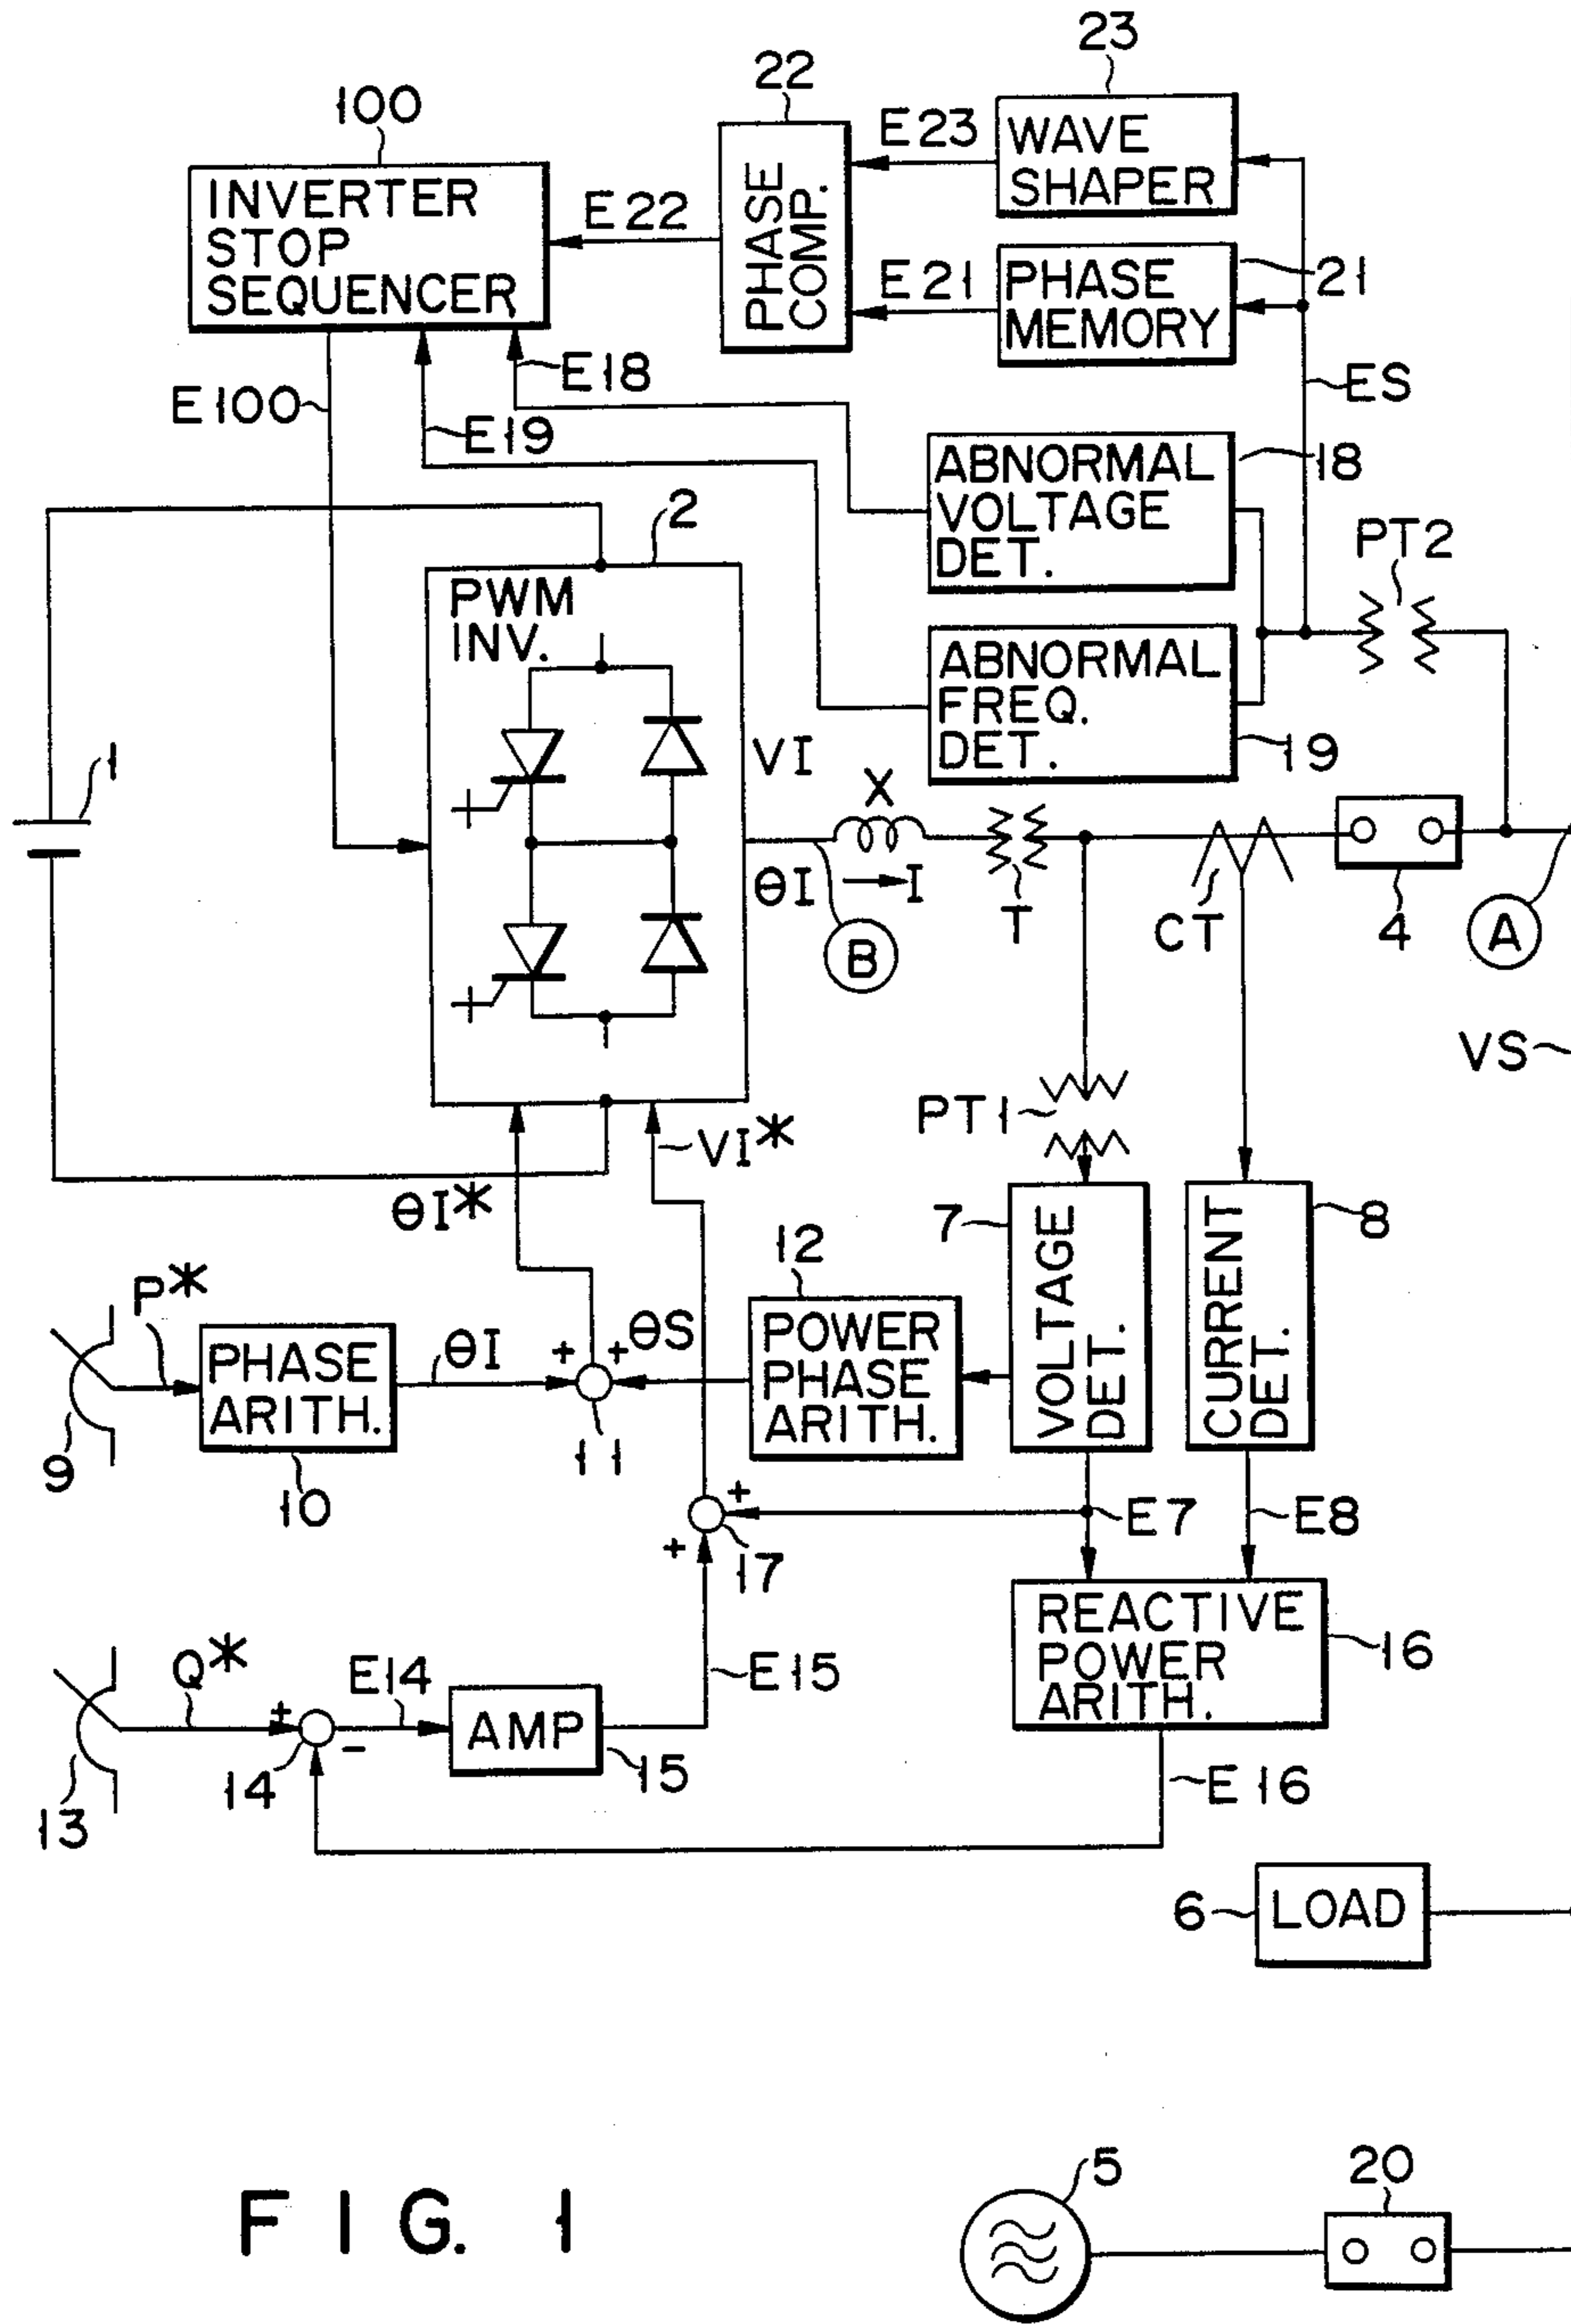 23
22
100
E23
WAVE
SHAPER
INVERTER
STOP
SEQUENCER
E22
PHASE
COMP.
E21
PHASE
MEMORY
21
E18
ES
E100
E19
ABNORMAL
VOLTAGE
DET.
18
2
PT2
PWM
INV.
ABNORMAL
FREQ.
DET.
19
1
VI
X
θI
I
T
CT
4
A
B
VS
PT1
VI*
θI*
7
VOLTAGE
DET.
CURRENT
DET.
8
12
P*
PHASE
ARITH.
θI
+
+
θS
POWER
PHASE
ARITH.
9
10
11
+
+
17
E7
E8
REACTIVE
POWER
ARITH.
16
Q*
+
-
E14
AMP
E15
13
14
15
E16
6
LOAD
5
20
FIG. 1